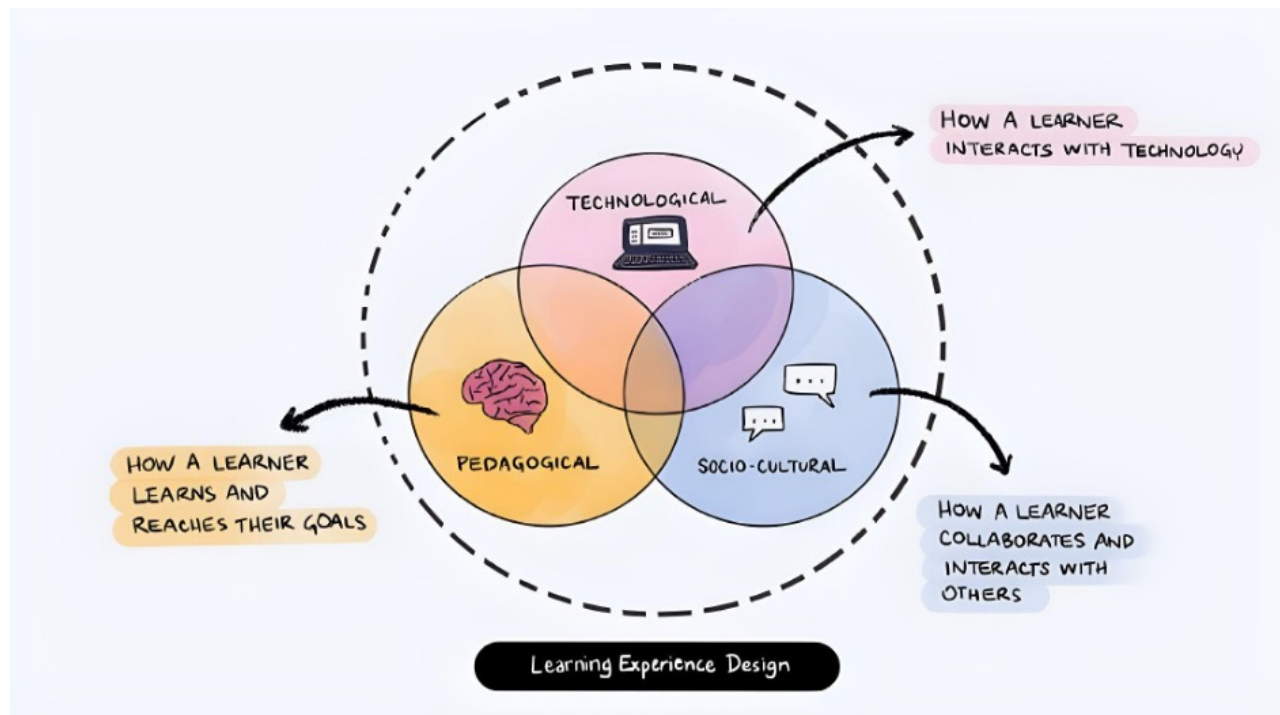 HOW A LEARNER
INTERACTS WITH TECHNOLOGY
TECHNOLOGICAL
PEDAGOGICAL
SOCIO-CULTURAL
HOW A LEARNER
LEARNS AND
REACHES THEIR GOALS
HOW A LEARNER
COLLABORATES AND
INTERACTS WITH
OTHERS
Learning Experience Design